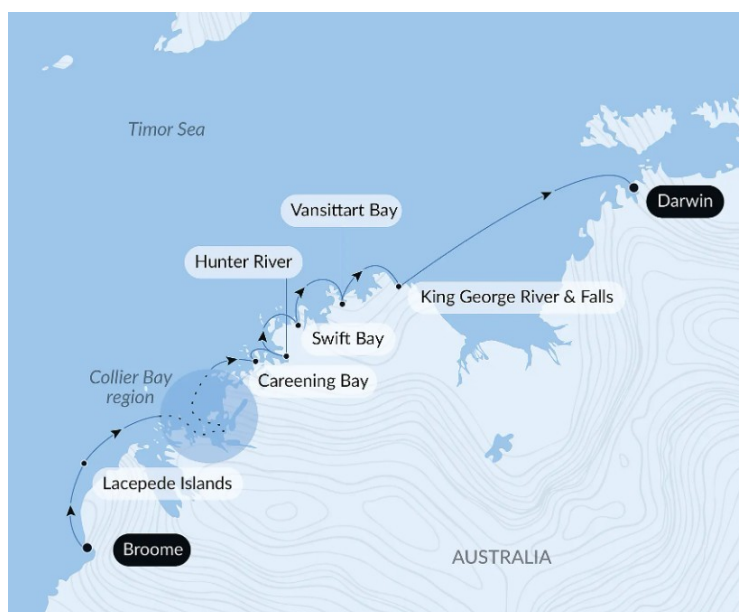 Timor Sea
Darwin
Vansittart Bay
Hunter River
King George River & Falls
Swift Bay
Collier Bay
region
Careening Bay
Lacepede Islands
Broome
AUSTRALIA